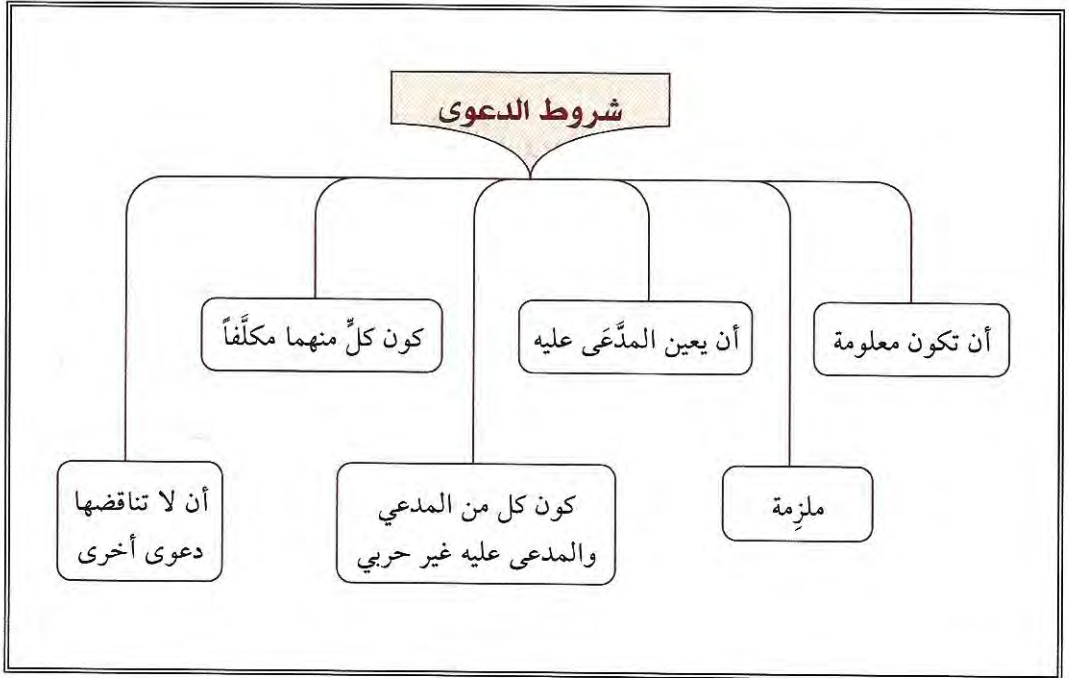 شروط الدعوى
أن تكون معلومة
أن يعين المدَّعَى عليه
كون كلٍّ منهما مكلَّفاً
ملزِمة
كون كل من المدعي
والمدعى عليه غير حربي
أن لا تناقضها
دعوى أخرى